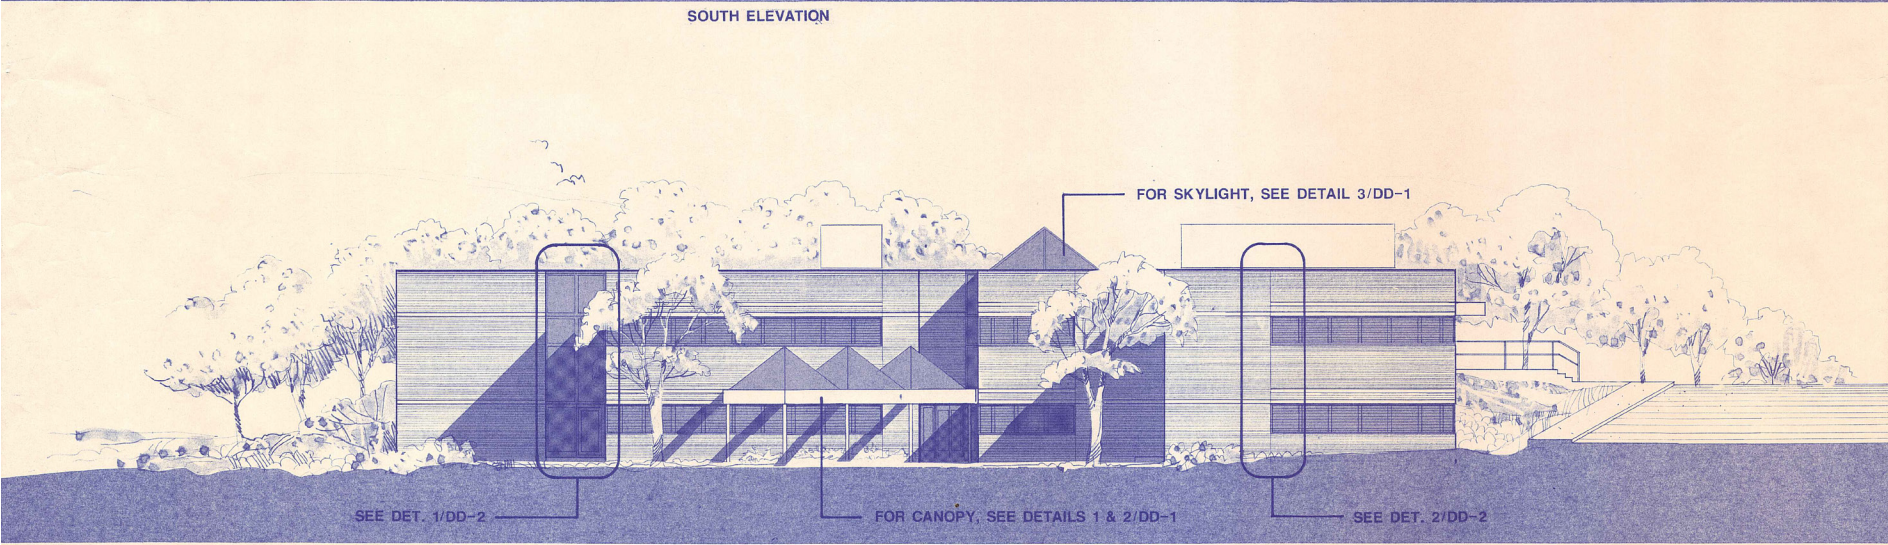 SOUTH ELEVATION
FOR SKYLIGHT, SEE DETAIL 3/DD-1
SEE DET. 1/DD-2
FOR CANOPY, SEE DETAILS 1 & 2/DD-1
SEE DET. 2/DD-2